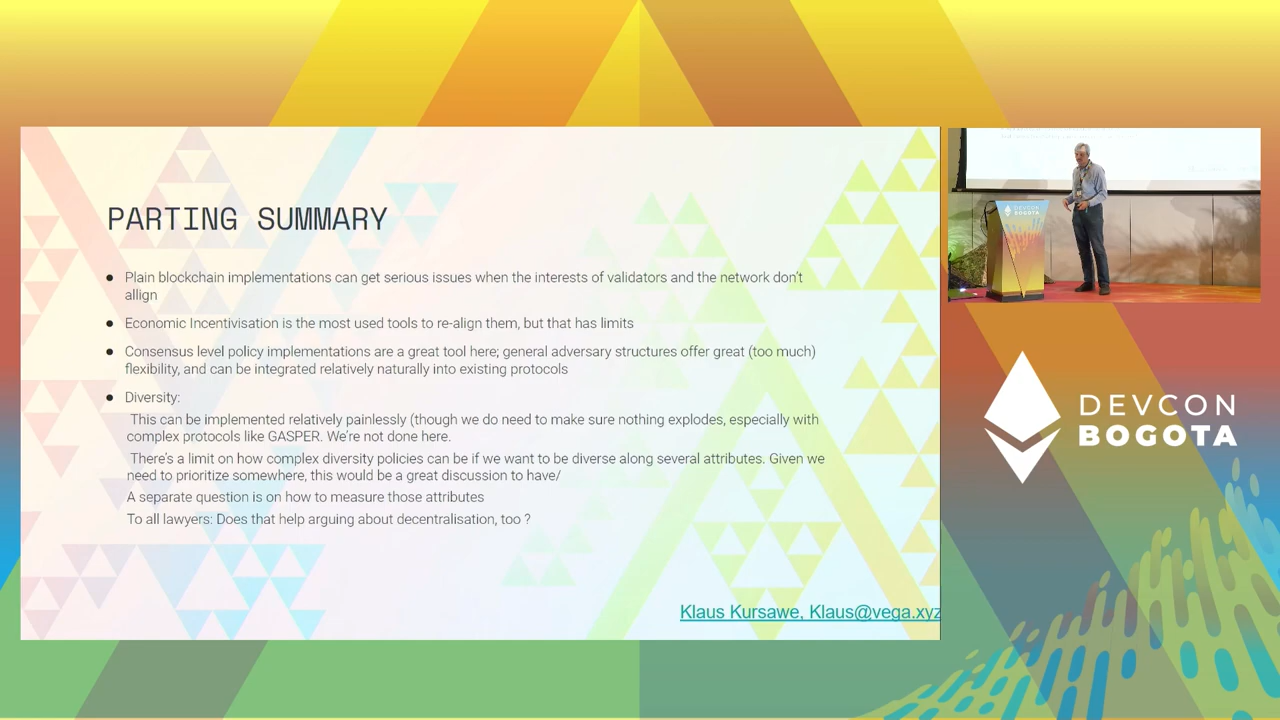 PARTING SUMMARY
● Plain blockchain implementations can get serious issues when the interests of validators and the network don't
allign
● Economic Incentivisation is the most used tools to re-align them, but that has limits
● Consensus level policy implementations are a great tool here; general adversary structures offer great (too much)
flexibility, and can be integrated relatively naturally into existing protocols
● Diversity:
This can be implemented relatively painlessly (though we do need to make sure nothing explodes, especially with
complex protocols like GASPER. We're not done here.
There's a limit on how complex diversity policies can be if we want to be diverse along several attributes. Given we
need to prioritize somewhere, this would be a great discussion to have/
A separate question is on how to measure those attributes
To all lawyers: Does that help arguing about decentralisation, too ?
Klaus Kursawe, Klaus@vega.xyz
DEVCON
BOGOTA
DEVCON
BOGOTA